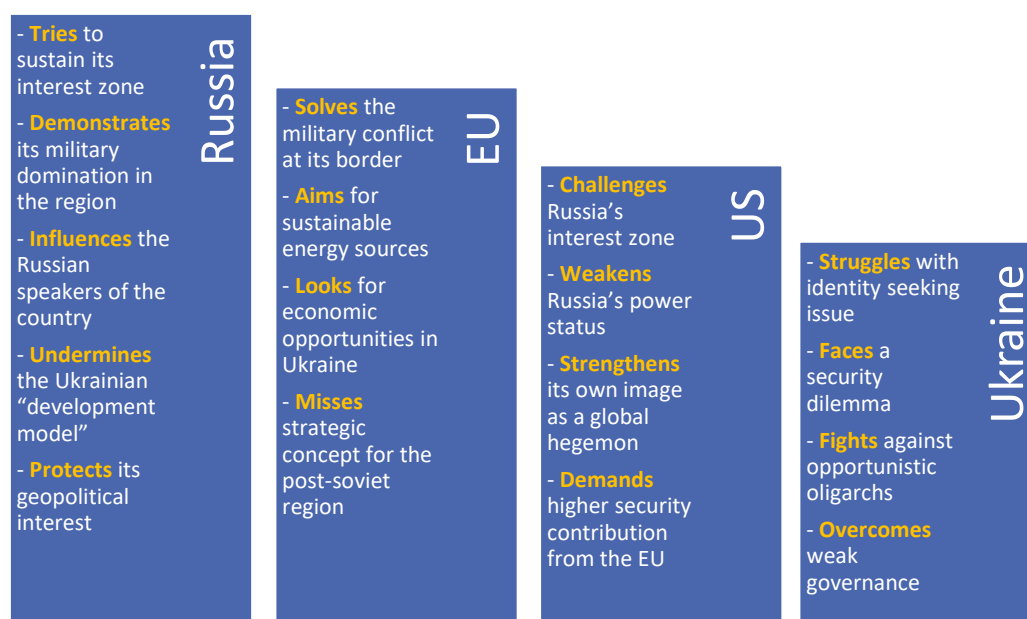 Russia
- Tries to
sustain its
interest zone
- Demonstrates
its military
domination in
the region
- Influences the
Russian
speakers of the
country
- Undermines
the Ukrainian
“development
model”
- Protects its
geopolitical
interest
EU
- Solves the
military conflict
at its border
- Aims for
sustainable
energy sources
- Looks for
economic
opportunities in
Ukraine
- Misses
strategic
concept for the
post-soviet
region
US
- Challenges
Russia’s
interest zone
- Weakens
Russia’s power
status
- Strengthens
its own image
as a global
hegemon
- Demands
higher security
contribution
from the EU
Ukraine
- Struggles with
identity seeking
issue
- Faces a
security
dilemma
- Fights against
opportunistic
oligarchs
- Overcomes
weak
governance